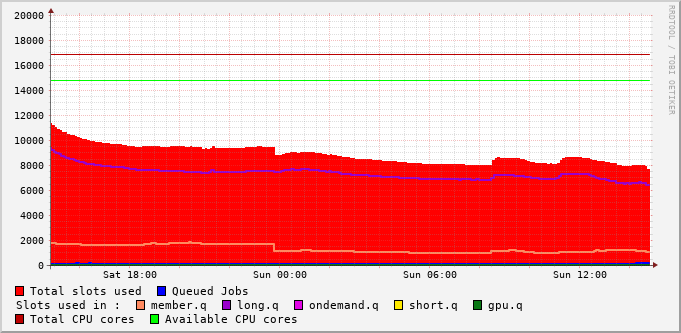 20000
18000
16000
14000
12000
10000
8000
6000
4000
2000
0
Sat 18:00 Sun 00:00 Sun 06:00 Sun 12:00
Total slots used Queued Jobs
Slots used in : member.q long.q ondemand.q short.q gpu.q
Total CPU cores Available CPU cores
RRDTOOL / TOBI OETIKER